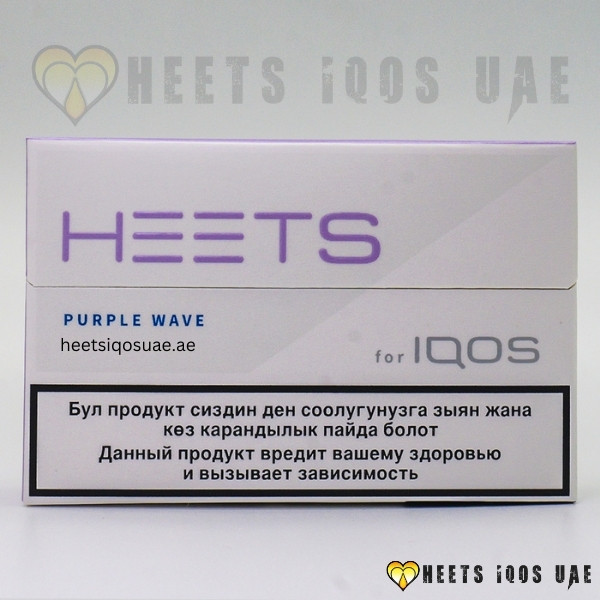 HEETS iQOS UAE
HEETS
PURPLE WAVE
heetsiqosuae.ae
for IQOS
Бул продукт сиздин ден соолугунузга зыян жана
көз карандылык пайда болот
Данный продукт вредит вашему здоровью
и вызывает зависимость
HEETS iQOS UAE